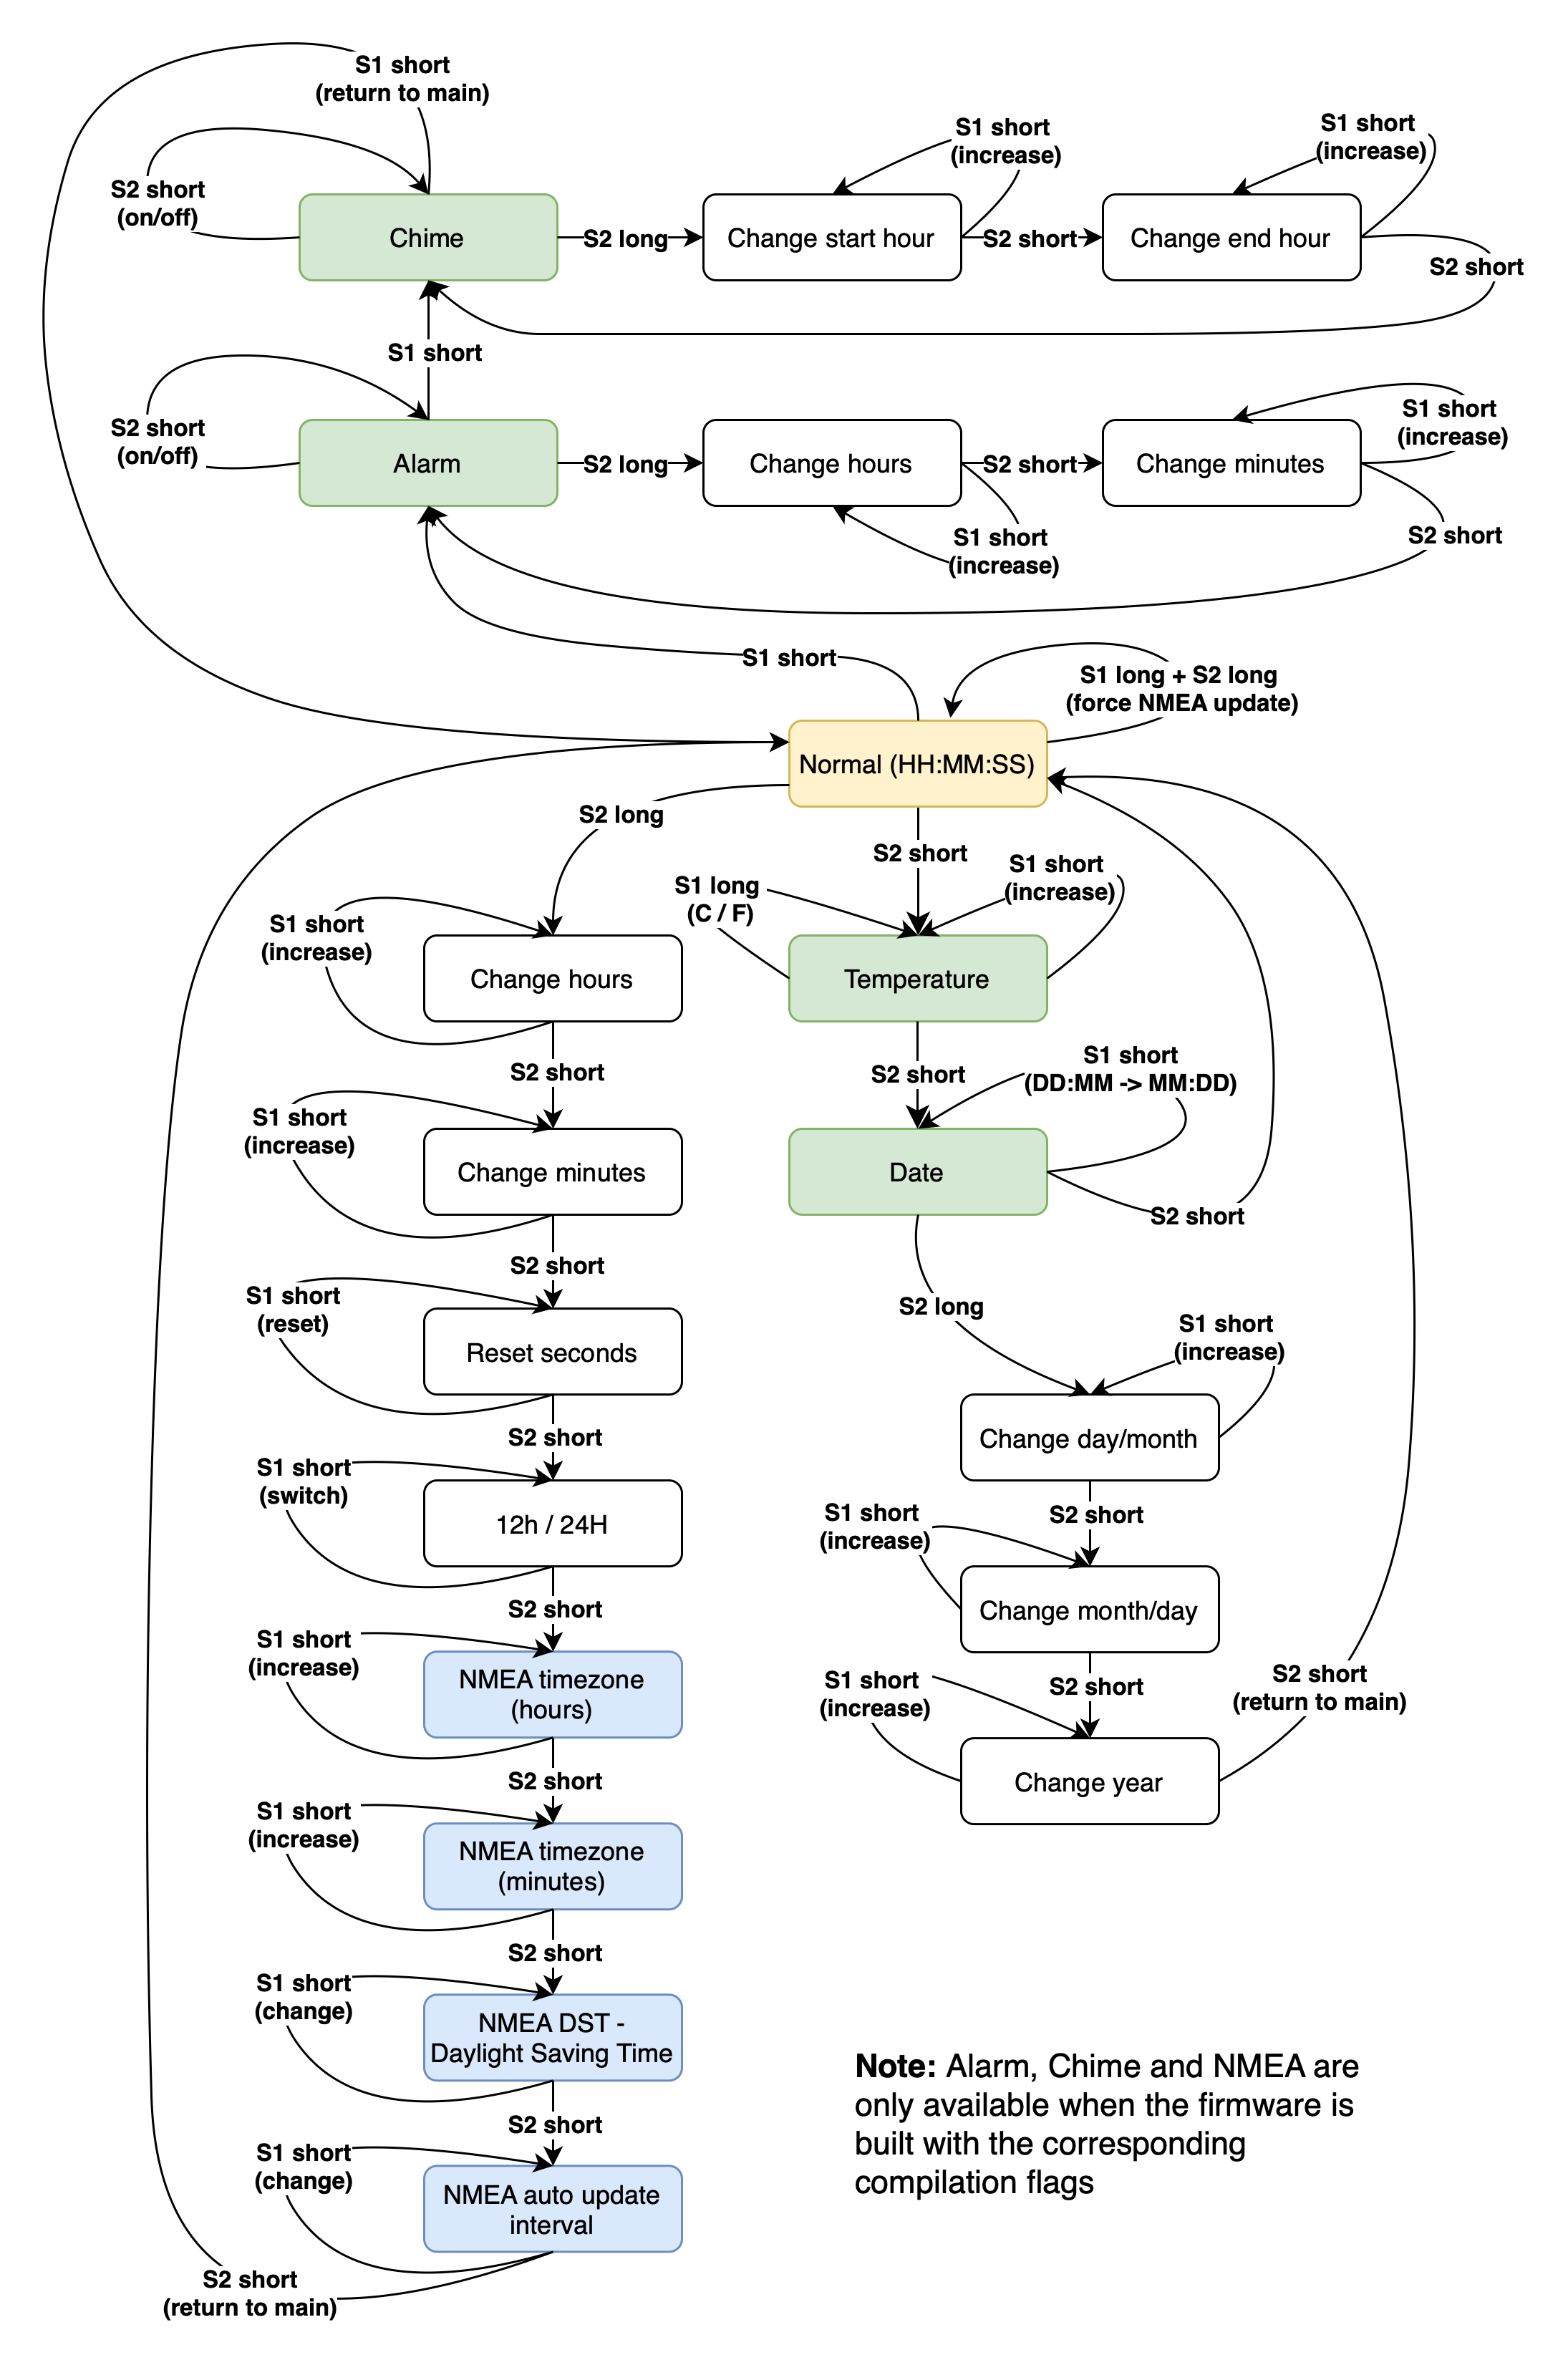 S1 short
(return to main)
S2 short
(on/off)
Chime
S2 long
Change start hour
S1 short
(increase)
S2 short
Change end hour
S1 short
(increase)
S2 short
S1 short
S2 short
(on/off)
Alarm
S2 long
Change hours
S1 short
(increase)
S2 short
Change minutes
S1 short
(increase)
S2 short
S1 short
S1 long + S2 long
(force NMEA update)
Normal (HH:MM:SS)
S2 long
S2 short
S1 short
(increase)
Change hours
S2 short
S1 short
(increase)
Change minutes
S2 short
S1 short
(reset)
Reset seconds
S2 short
S1 short
(switch)
12h / 24H
S2 short
S1 short
(increase)
NMEA timezone
(hours)
S2 short
S1 short
(increase)
NMEA timezone
(minutes)
S2 short
S1 short
(change)
NMEA DST -
Daylight Saving Time
S2 short
S1 short
(change)
NMEA auto update
interval
S2 short
(return to main)
S1 long
(C / F)
S1 short
(increase)
Temperature
S2 short
S1 short
(DD:MM -> MM:DD)
Date
S2 short
S2 long
S1 short
(increase)
Change day/month
S2 short
S1 short
(increase)
Change month/day
S2 short
S1 short
(increase)
Change year
S2 short
(return to main)
Note: Alarm, Chime and NMEA are
only available when the firmware is
built with the corresponding
compilation flags